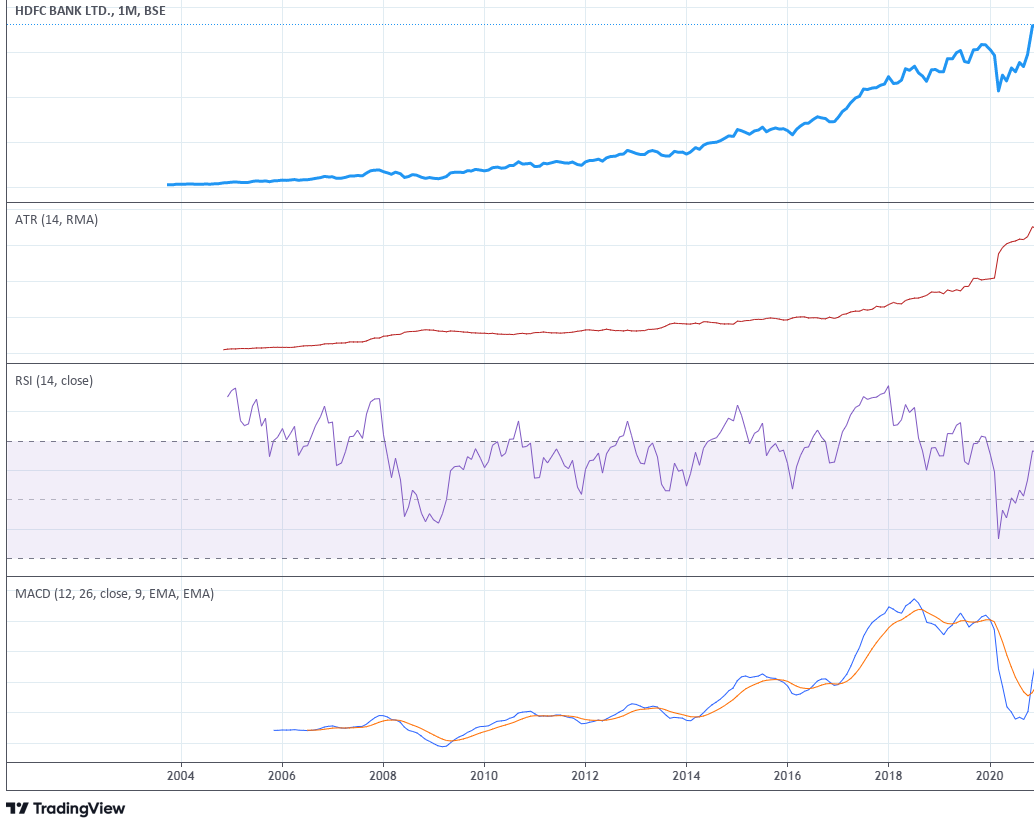 HDFC BANK LTD., 1M, BSE
ATR (14, RMA)
RSI (14, close)
MACD (12, 26, close, 9, EMA, EMA)
2004 2006 2008 2010 2012 2014 2016 2018 2020
TradingView